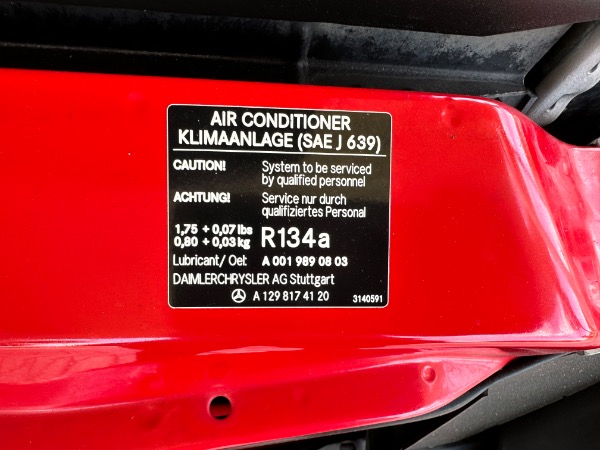 AIR CONDITIONER
KLIMAANLAGE (SAE J 639)
CAUTION! System to be serviced
by qualified personnel
ACHTUNG! Service nur durch
qualifiziertes Personal
1,75 + 0,07 lbs
0,80 + 0,03 kg R134a
Lubricant/ Oel: A 001 989 08 03
DAIMLERCHRYSLER AG Stuttgart
A 129 817 41 20 3140591